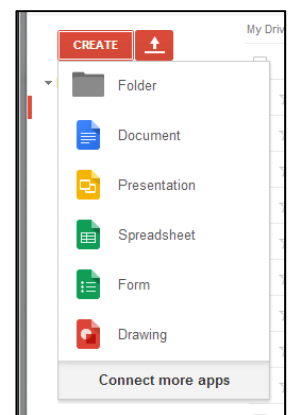 My Driv
CREATE
Folder
Document
Presentation
Spreadsheet
Form
Drawing
Connect more apps